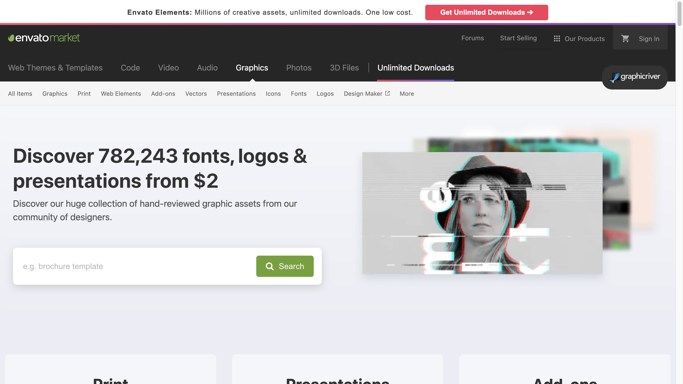 Envato Elements: Millions of creative assets, unlimited downloads. One low cost. Get Unlimited Downloads ➔
envatomarket Forums Start Selling Our Products Sign In
Web Themes & Templates Code Video Audio Graphics Photos 3D Files Unlimited Downloads
graphicriver
All Items Graphics Print Web Elements Add-ons Vectors Presentations Icons Fonts Logos Design Maker More
Discover 782,243 fonts, logos &
presentations from $2
Discover our huge collection of hand-reviewed graphic assets from our
community of designers.
e.g. brochure template Search
Print Presentations Add-ons